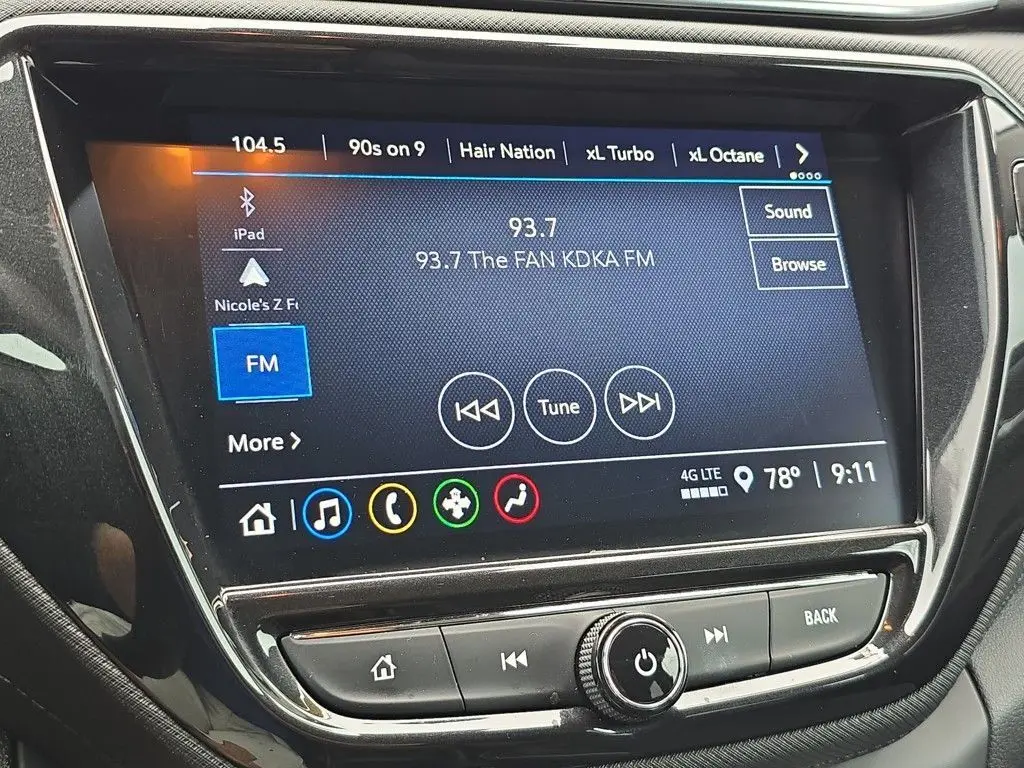 104.5
90s on 9
Hair Nation
xL Turbo
xL Octane
iPad
Nicole's Z F
FM
More
93.7
93.7 The FAN KDKA FM
Sound
Browse
Tune
4G LTE
78°
9:11
BACK